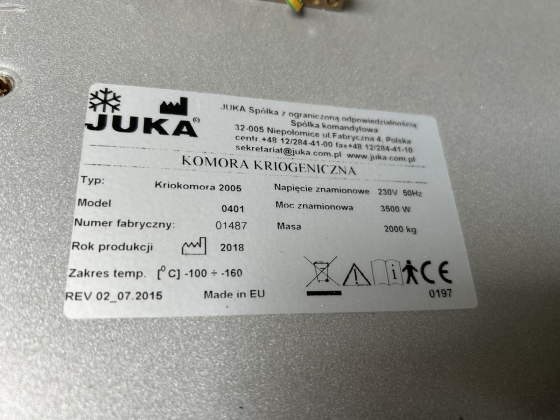 JUKA®
JUKA Spółka z ograniczoną odpowiedzialnością
Spółka komandytowa
32-005 Niepołomice ul.Fabryczna 4, Polska
centr.+48 12/284-41-00 fax+48 12/284-41-10
sekretariat@juka.com.pl www.juka.com.pl
KOMORA KRIOGENICZNA
Typ: Kriokomora 2005
Model 0401
Numer fabryczny: 01487
Rok produkcji 2018
Zakres temp. [°C] -100 ÷ -160
REV 02_07.2015 Made in EU
Napięcie znamionowe 230V 50Hz
Moc znamionowa 3500 W
Masa 2000 kg
CE
0197